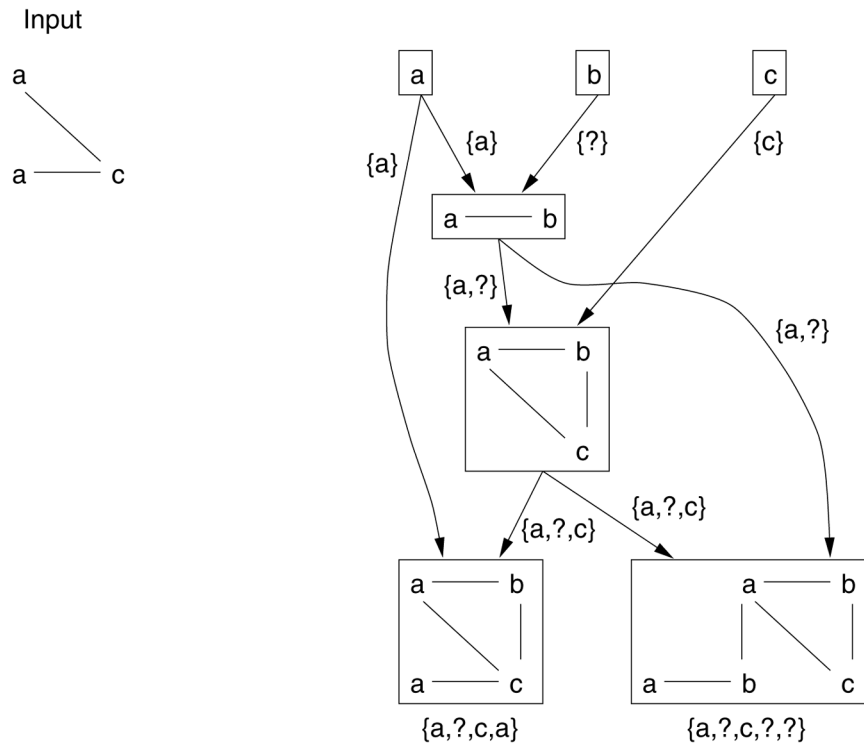 Input
a
a c
a b c
{a} {a} {?} {c}
a b
{a,?} {a,?}
a b
c
{a,?,c} {a,?,c}
a b
a c
a b
a b c
{a,?,c,a} {a,?,c,?,?}